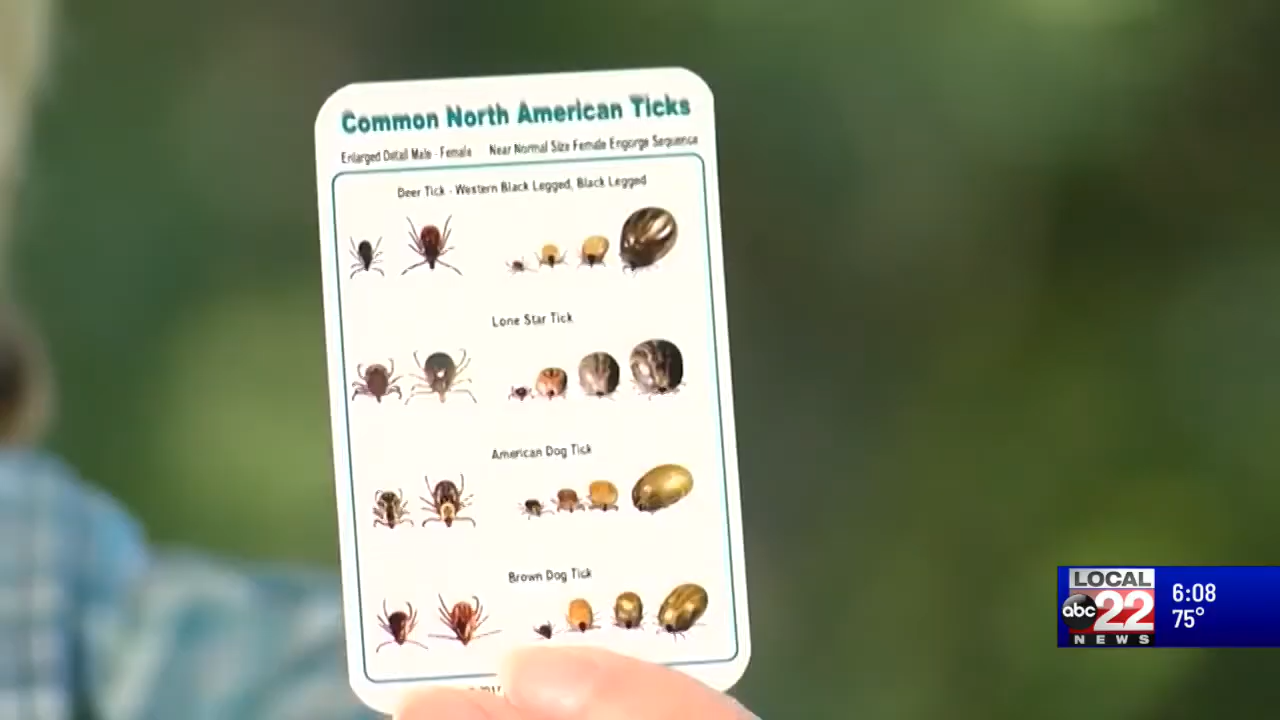 Common North American Ticks
Enlarged Detail Male - Female Near Normal Size Female Engorge Sequence
Deer Tick - Western Black Legged, Black Legged
Lone Star Tick
American Dog Tick
Brown Dog Tick
LOCAL
abc 22
NEWS
6:08
75°